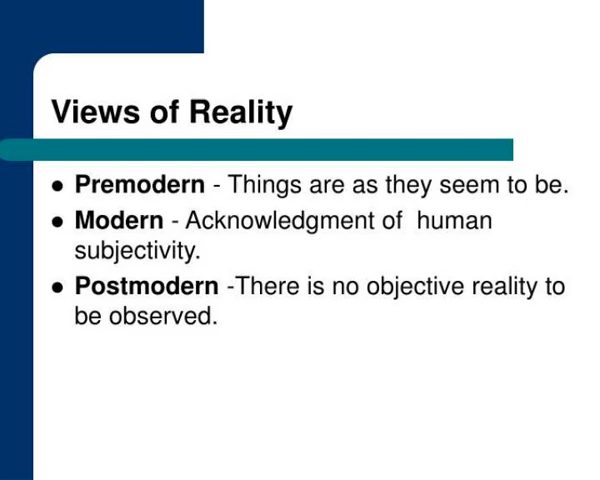 Views of Reality
● Premodern - Things are as they seem to be.
● Modern - Acknowledgment of  human
subjectivity.
● Postmodern -There is no objective reality to
be observed.